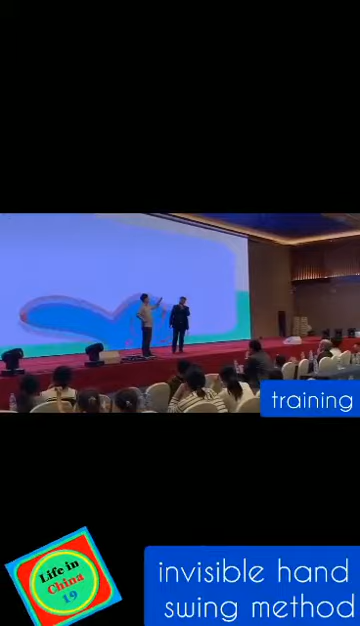 training
Life in
China
19
invisible hand
swing method